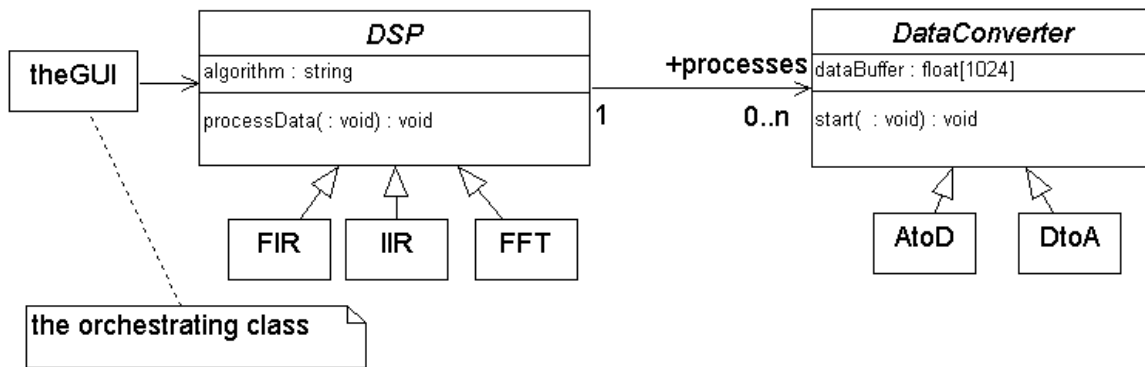 DSP
DataConverter
theGUI
algorithm : string
+processes
dataBuffer : float[1024]
processData( : void) : void
1
0..n
start( : void) : void
FIR
IIR
FFT
AtoD
DtoA
the orchestrating class